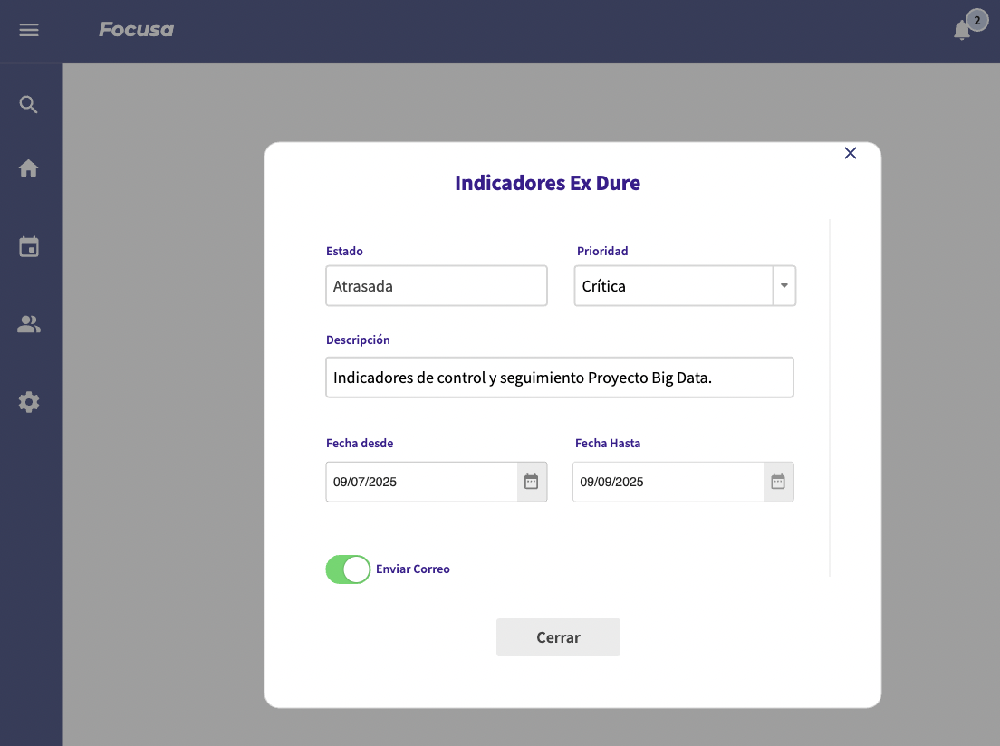 Focusa
2
Indicadores Ex Dure
Estado
Prioridad
Atrasada
Crítica
Descripción
Indicadores de control y seguimiento Proyecto Big Data.
Fecha desde
Fecha Hasta
09/07/2025
09/09/2025
Enviar Correo
Cerrar